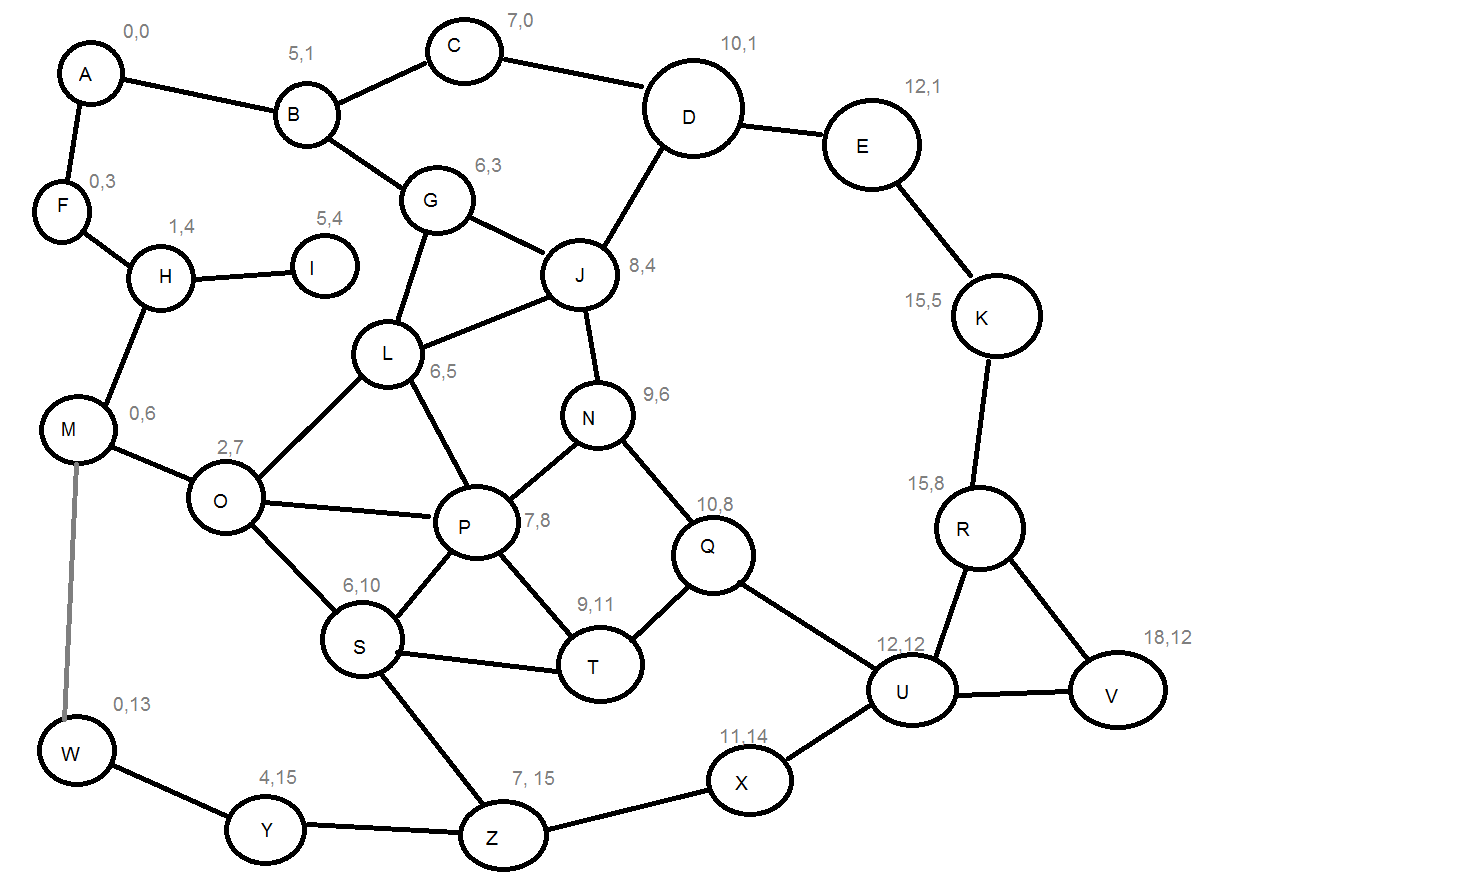 0,0
7,0
C
10,1
5,1
A
12,1
B
D
E
6,3
0,3
G
F
5,4
1,4
H
I
J
8,4
15,5
K
L
6,5
9,6
M
0,6
N
2,7
15,8
O
10,8
P
7,8
R
Q
6,10
9,11
S
T
12,12
18,12
U
V
0,13
11,14
W
4,15
7, 15
X
Y
Z